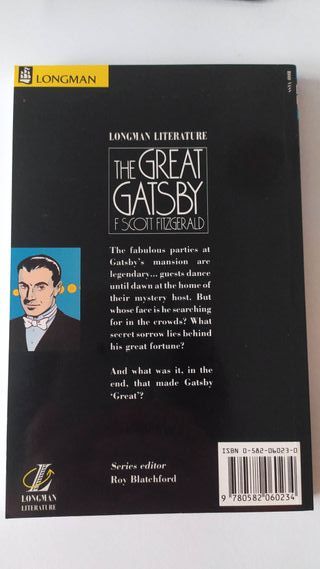 LONGMAN
LONGMAN LITERATURE
THE GREAT
GATSBY
F SCOTT FITZGERALD
The fabulous parties at
Gatsby's mansion are
legendary... guests dance
until dawn at the home of
their mystery host. But
whose face is he searching
for in the crowds? What
secret sorrow lies behind
his great fortune?
And what was it, in the
end, that made Gatsby
'Great'?
Series editor
Roy Blatchford
LONGMAN
LITERATURE
ISBN 0-582-06023-0
9 780582 060234